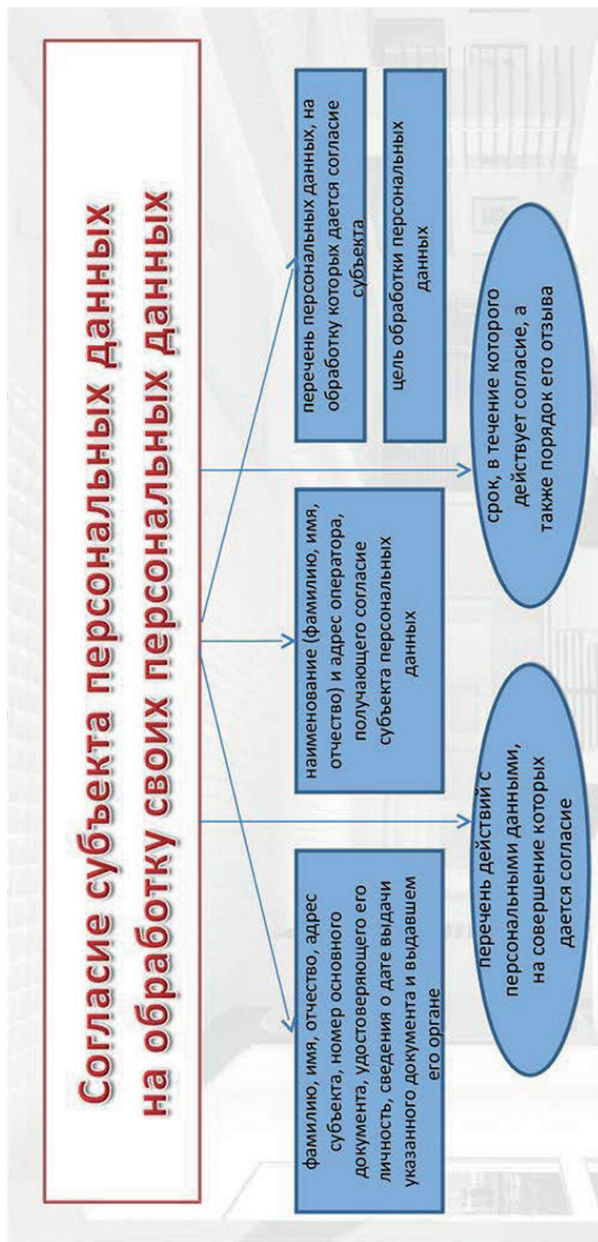 Согласие субъекта персональных данных
на обработку своих персональных данных
фамилию, имя, отчество, адрес
субъекта, номер основного
документа, удостоверяющего его
личность, сведения о дате выдачи
указанного документа и выдавшем
его органе
наименование (фамилию, имя,
отчество) и адрес оператора,
получающего согласие
субъекта персональных
данных
перечень персональных данных, на
обработку которых дается согласие
субъекта
цель обработки персональных
данных
перечень действий с
персональными данными,
на совершение которых
дается согласие
срок, в течение которого
действует согласие, а
также порядок его отзыва